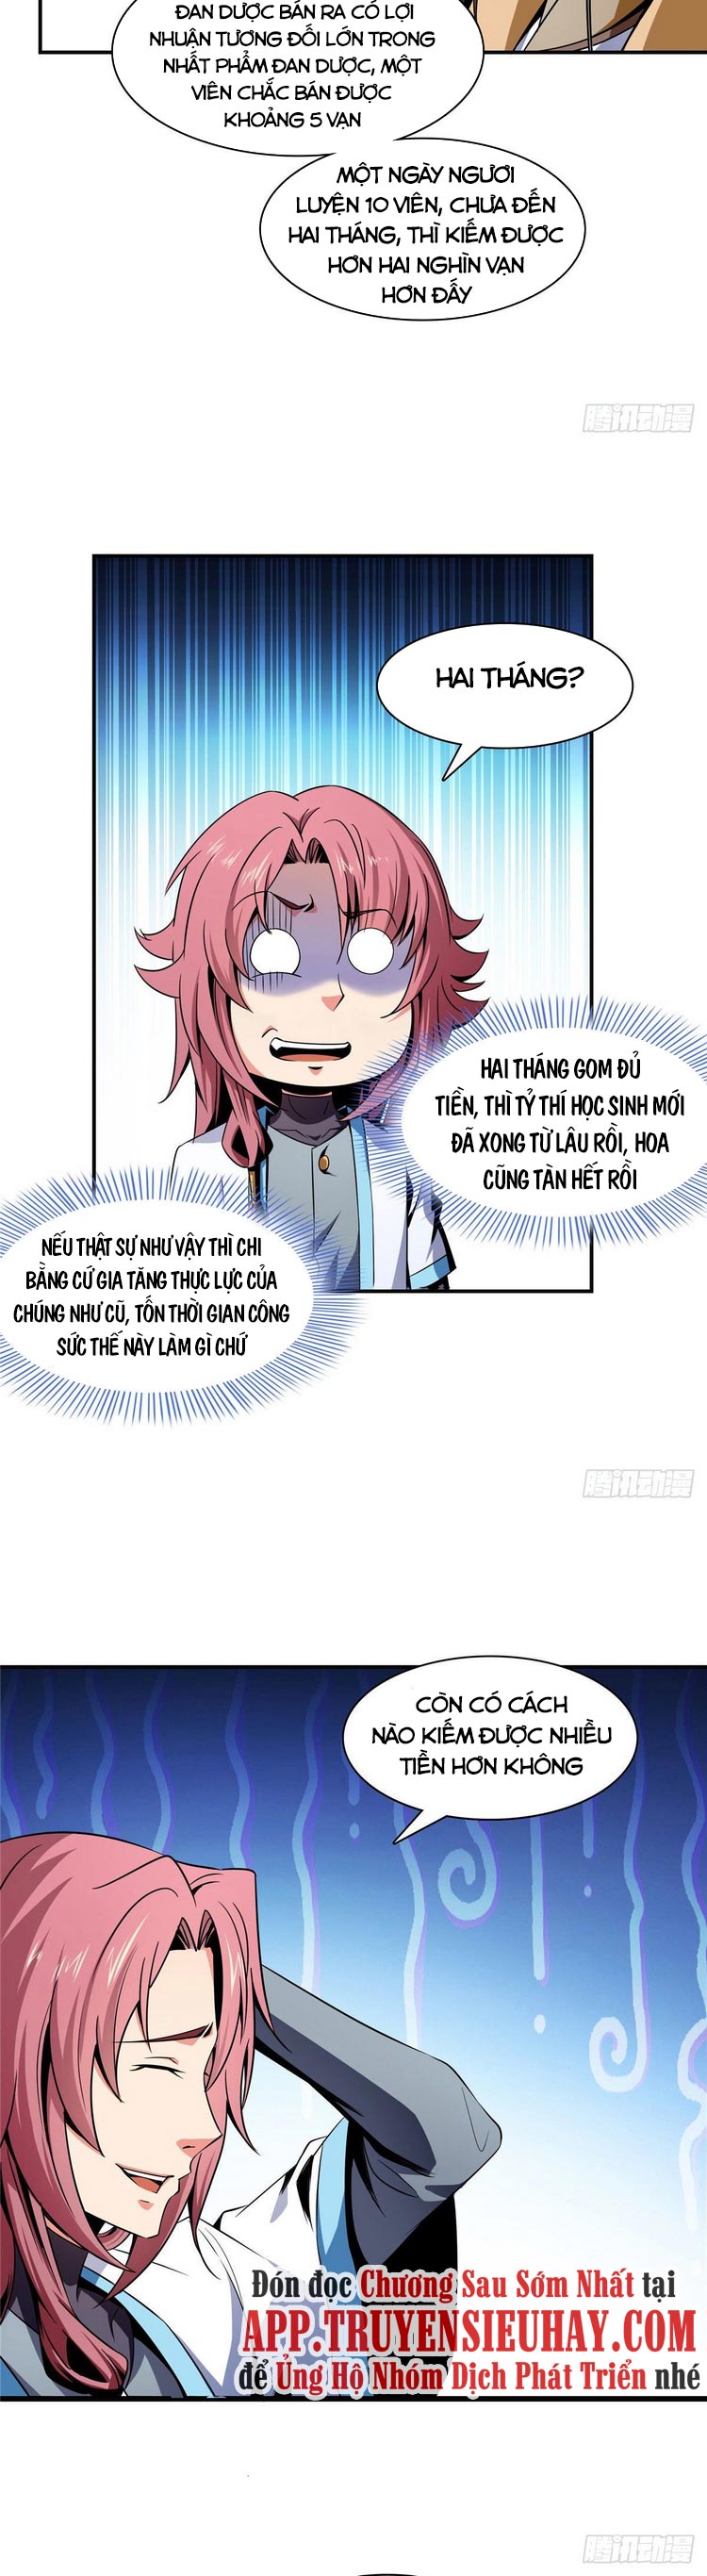 ĐAN DƯỢC BÁN RA CÓ LỢI
NHUẬN TƯƠNG ĐỐI LỚN TRONG
NHẤT PHẨM ĐAN DƯỢC, MỘT
VIÊN CHẮC BÁN ĐƯỢC
KHOẢNG 5 VẠN
MỘT NGÀY NGƯƠI
LUYỆN 10 VIÊN, CHƯA ĐẾN
HAI THÁNG, THÌ KIẾM ĐƯỢC
HƠN HAI NGHÌN VẠN
HƠN ĐẤY
腾讯动漫
HAI THÁNG?
HAI THÁNG GOM ĐỦ
TIỀN, THÌ TỶ THÍ HỌC SINH MỚI
ĐÃ XONG TỪ LÂU RỒI, HOA
CŨNG TÀN HẾT RỒI
NẾU THẬT SỰ NHƯ VẬY THÌ CHI
BẰNG CỨ GIA TĂNG THỰC LỰC CỦA
CHÚNG NHƯ CŨ, TỐN THỜI GIAN CÔNG
SỨC THẾ NÀY LÀM GÌ CHỨ
腾讯动漫
CÒN CÓ CÁCH
NÀO KIẾM ĐƯỢC NHIỀU
TIỀN HƠN KHÔNG
Đón đọc Chương Sau Sớm Nhất tại
APP.TRUYENSIEUHAY.COM
để Ủng Hộ Nhóm Dịch Phát Triển nhé
腾讯动漫